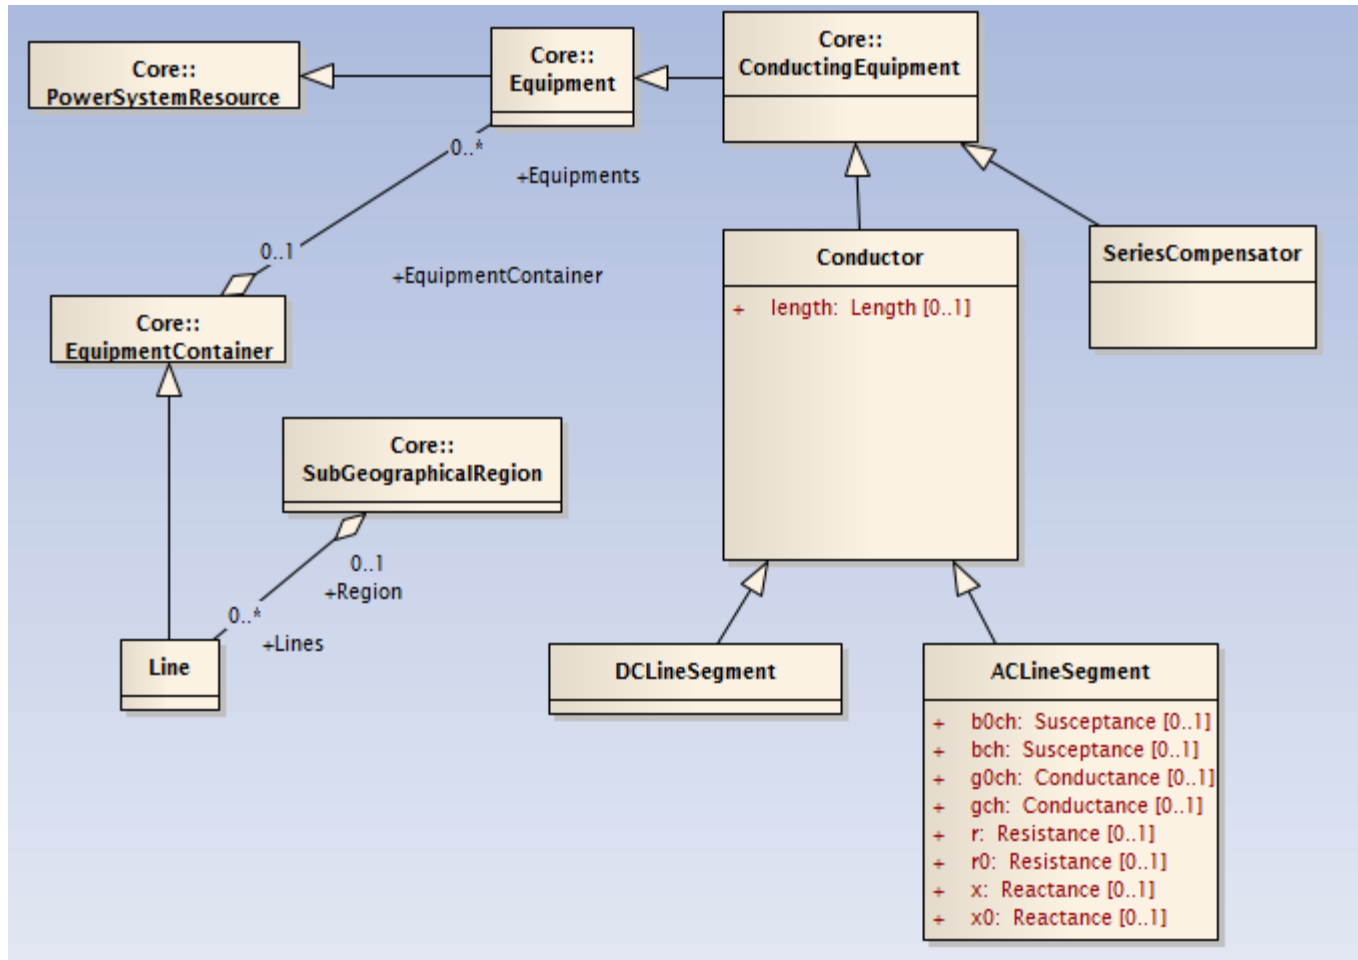 Core::
PowerSystemResource
Core::
Equipment
Core::
ConductingEquipment
0..*
+Equipments
0..1
+EquipmentContainer
Core::
EquipmentContainer
Conductor
+ length: Length [0..1]
SeriesCompensator
Core::
SubGeographicalRegion
0..1
+Region
0..*
+Lines
Line
DCLineSegment
ACLineSegment
+ b0ch: Susceptance [0..1]
+ bch: Susceptance [0..1]
+ g0ch: Conductance [0..1]
+ gch: Conductance [0..1]
+ r: Resistance [0..1]
+ r0: Resistance [0..1]
+ x: Reactance [0..1]
+ x0: Reactance [0..1]